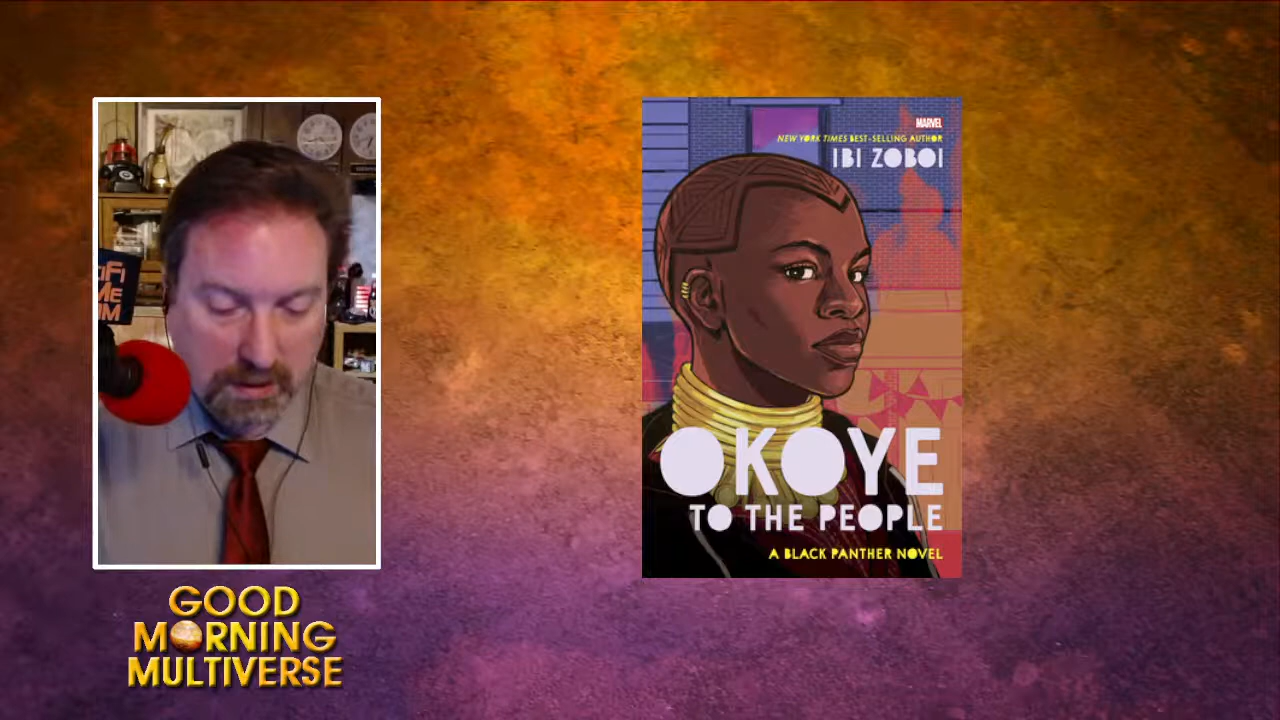 MARVEL
NEW YORK TIMES BEST-SELLING AUTHOR
IBI ZOBOI
OKOYE
TO THE PEOPLE
A BLACK PANTHER NOVEL
GOOD
MORNING
MULTIVERSE